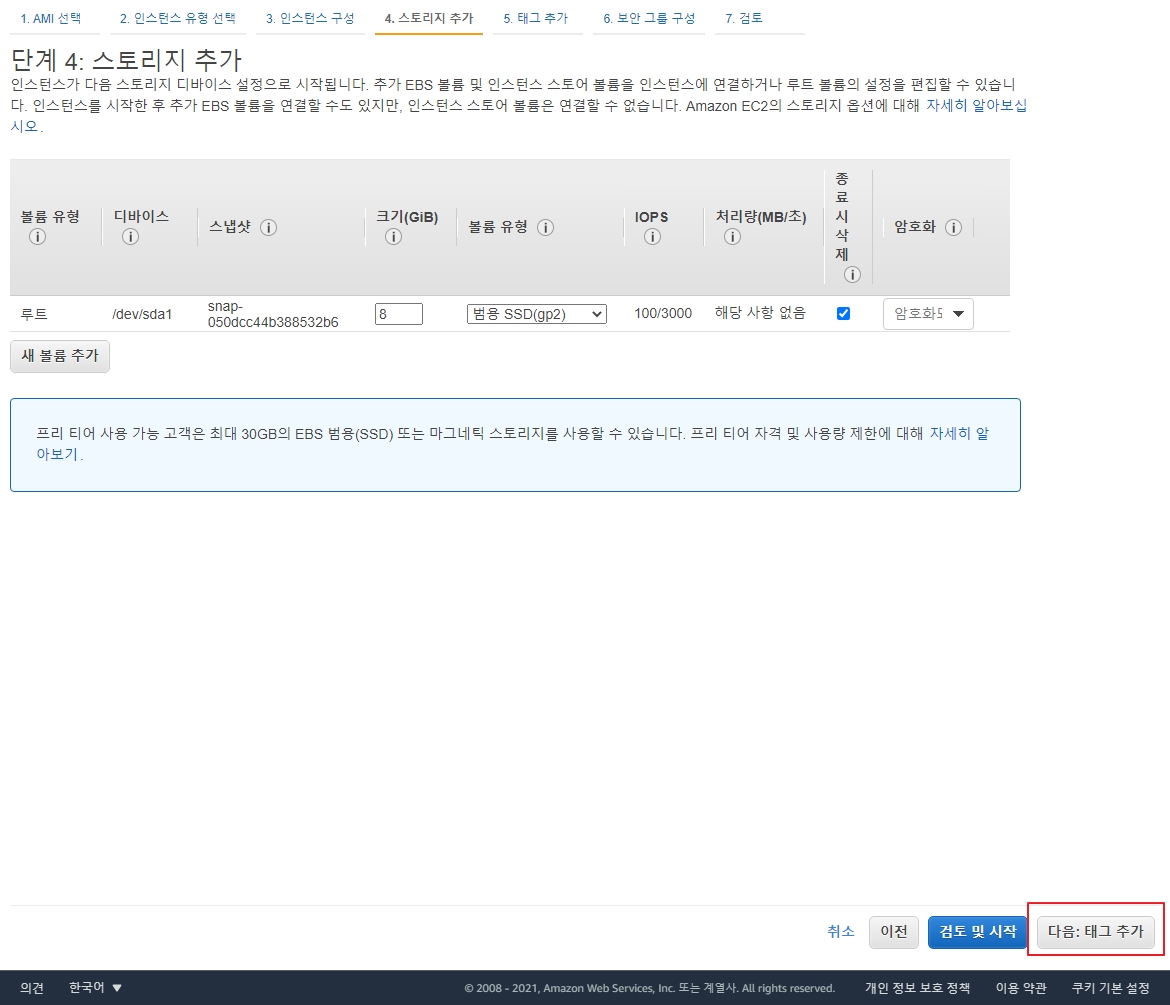 1. AMI 선택 2. 인스턴스 유형 선택 3. 인스턴스 구성 4. 스토리지 추가 5. 태그 추가 6. 보안 그룹 구성 7. 검토
단계 4: 스토리지 추가
인스턴스가 다음 스토리지 디바이스 설정으로 시작됩니다. 추가 EBS 볼륨 및 인스턴스 스토어 볼륨을 인스턴스에 연결하거나 루트 볼륨의 설정을 편집할 수 있습니
다. 인스턴스를 시작한 후 추가 EBS 볼륨을 연결할 수도 있지만, 인스턴스 스토어 볼륨은 연결할 수 없습니다. Amazon EC2의 스토리지 옵션에 대해 자세히 알아보십
시오.
볼륨 유형 디바이스 스냅샷 크기(GiB) 볼륨 유형 IOPS 처리량(MB/초) 종료 시 삭제 암호화
루트 /dev/sda1 snap-050dcc44b388532b6 8 범용 SSD(gp2) 100/3000 해당 사항 없음
새 볼륨 추가
프리 티어 사용 가능 고객은 최대 30GB의 EBS 범용(SSD) 또는 마그네틱 스토리지를 사용할 수 있습니다. 프리 티어 자격 및 사용량 제한에 대해 자세히 알
아보기.
취소 이전 검토 및 시작 다음: 태그 추가
의견 한국어 © 2008 - 2021, Amazon Web Services, Inc. 또는 계열사. All rights reserved. 개인 정보 보호 정책 이용 약관 쿠키 기본 설정